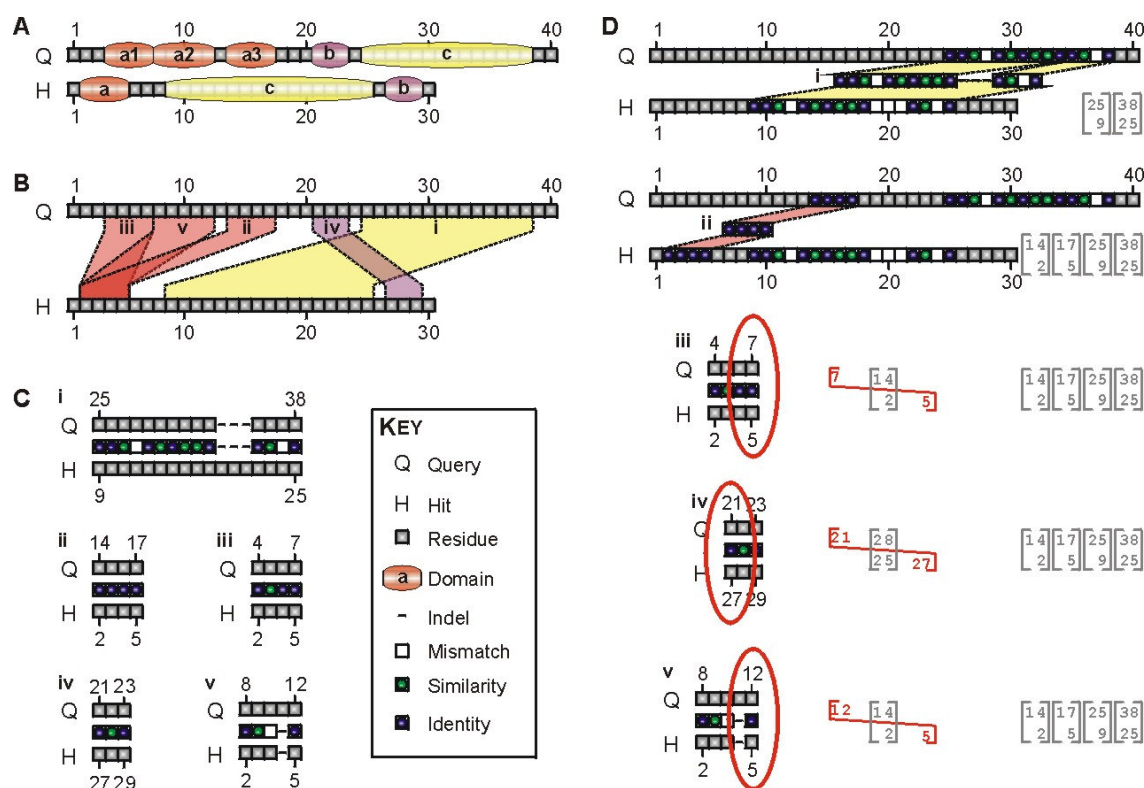 A
1 10 20 30 40
Q a1 a2 a3 b c
H a c b
1 10 20 30
B
1 10 20 30 40
Q
iii v ii iv i
H
1 10 20 30
C
i
25 38
Q
H
9 25
ii
14 17
Q
H
2 5
iii
4 7
Q
H
2 5
iv
21 23
Q
H
27 29
v
8 12
Q
H
2 5
KEY
Q Query
H Hit
Residue
a Domain
Indel
Mismatch
Similarity
Identity
D
1 10 20 30 40
Q
i
H
10 20 30
25 38
9 25
1 10 20 30 40
Q
ii
H
1 10 20 30
14 17 25 38
2 5 9 25
iii
4 7
Q
H
2 5
7 14
2 5
14 17 25 38
2 5 9 25
iv
21 23
Q
H
27 29
21 28
25 27
14 17 25 38
2 5 9 25
v
8 12
Q
H
2 5
12 14
2 5
14 17 25 38
2 5 9 25